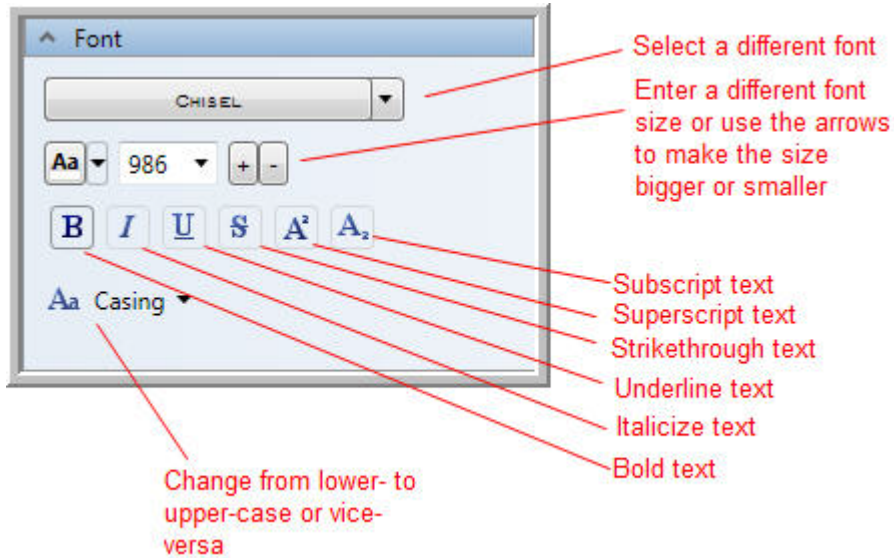 Font
CHISEL
Aa 986 + -
B I U S A² A₂
Aa Casing
Select a different font
Enter a different font
size or use the arrows
to make the size
bigger or smaller
Subscript text
Superscript text
Strikethrough text
Underline text
Italicize text
Bold text
Change from lower- to
upper-case or vice-
versa